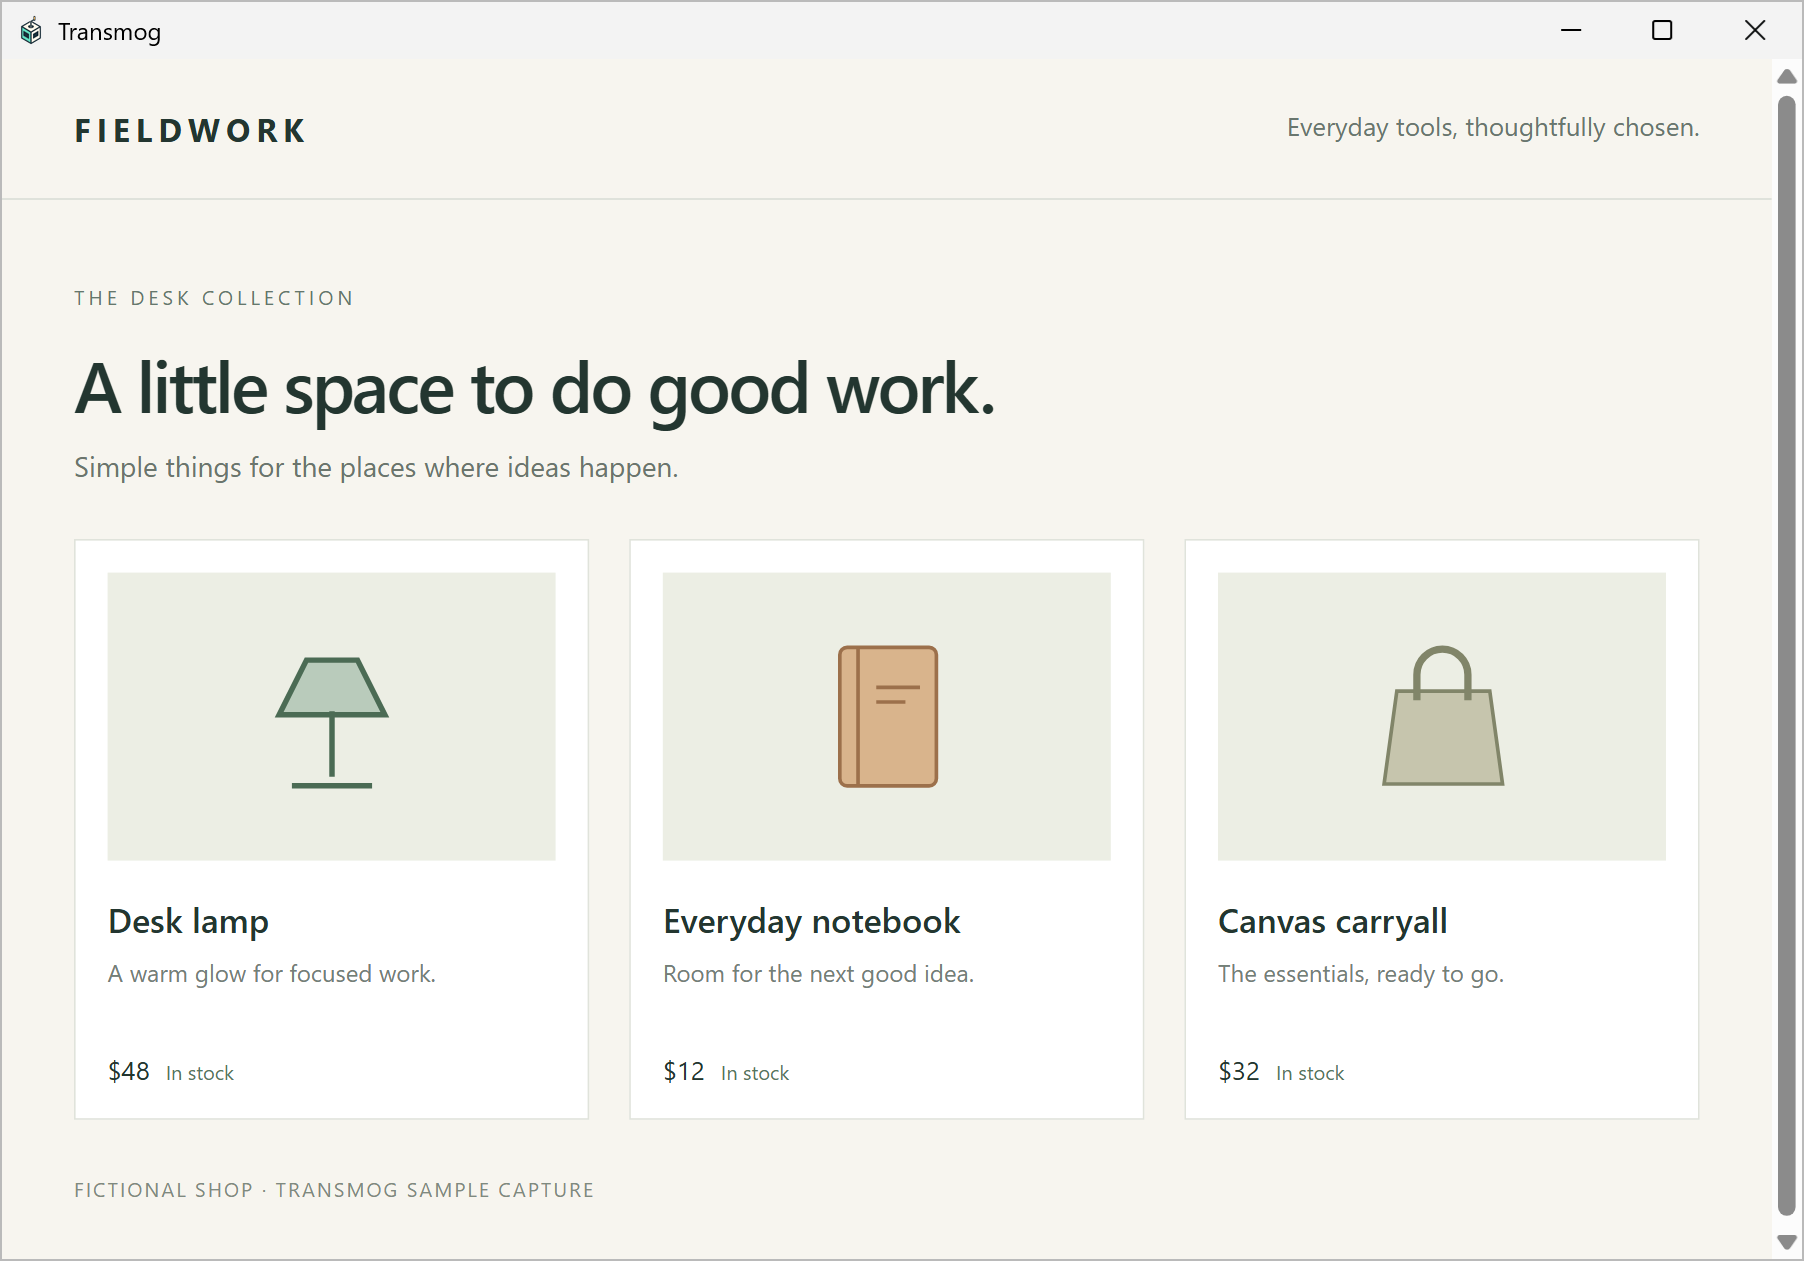 Transmog
FIELDWORK
Everyday tools, thoughtfully chosen.
THE DESK COLLECTION
A little space to do good work.
Simple things for the places where ideas happen.
Desk lamp
A warm glow for focused work.
$48 In stock
Everyday notebook
Room for the next good idea.
$12 In stock
Canvas carryall
The essentials, ready to go.
$32 In stock
FICTIONAL SHOP · TRANSMOG SAMPLE CAPTURE